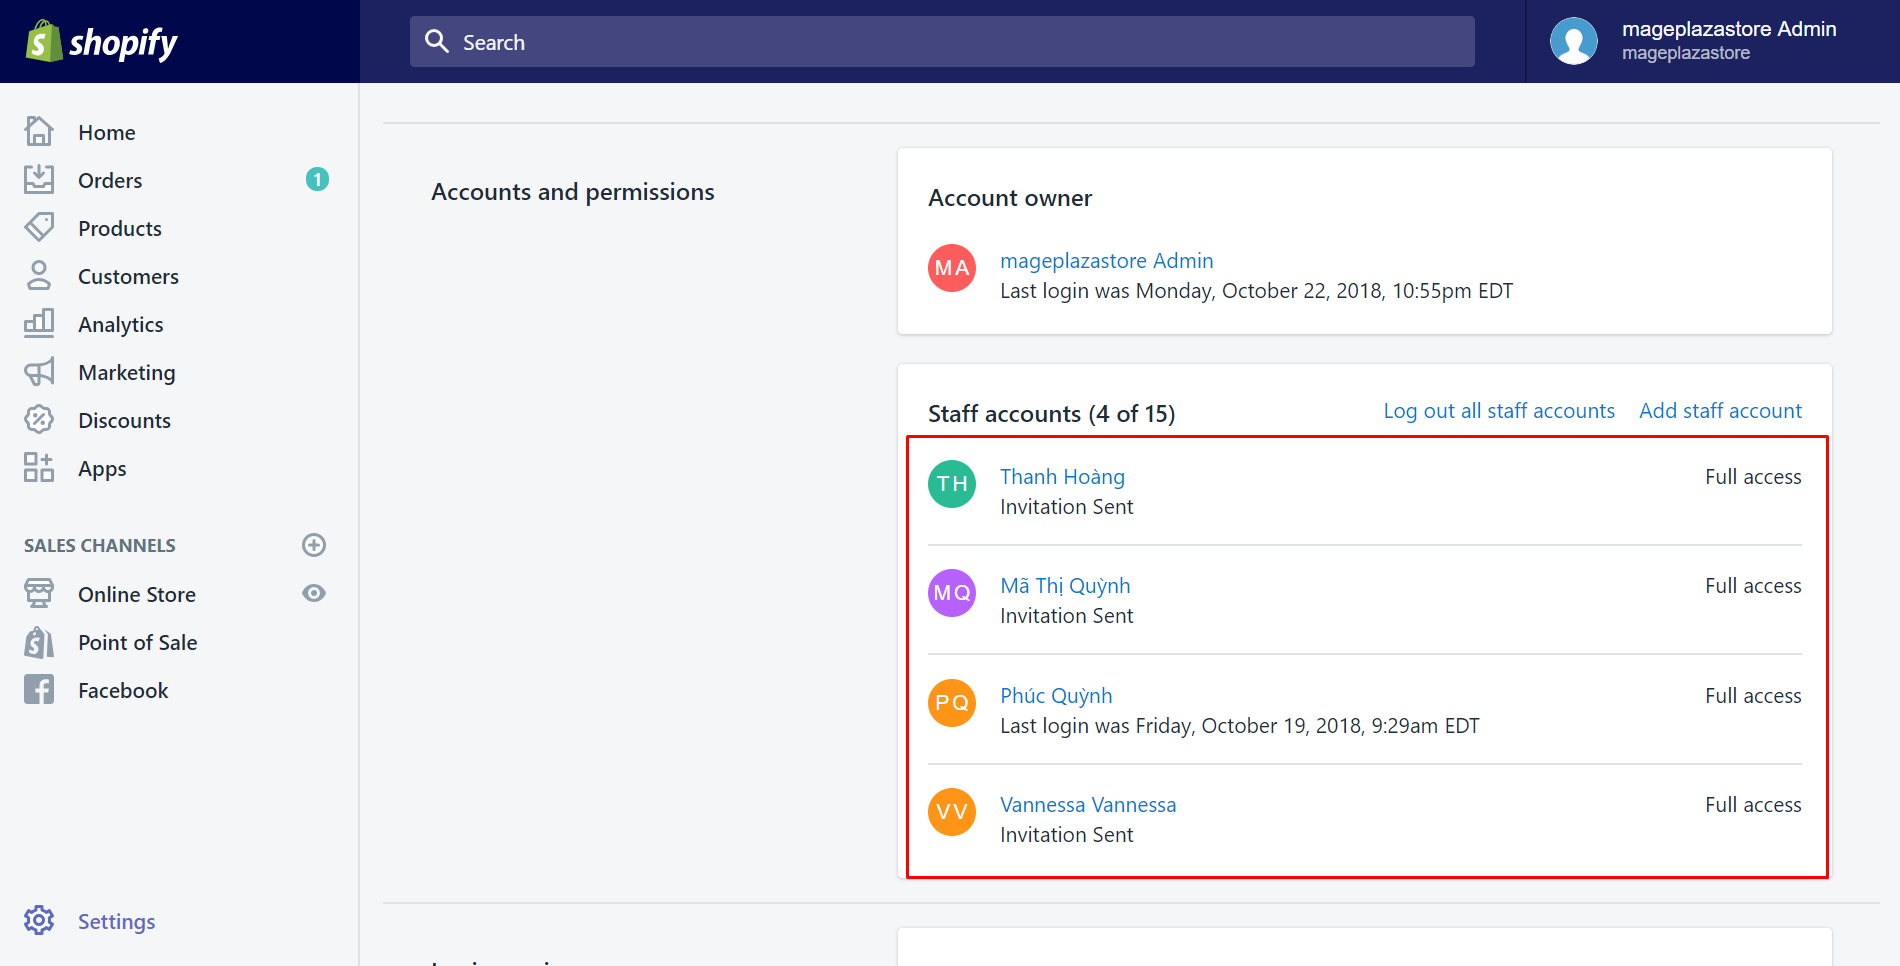 shopify
Search
mageplazastore Admin
mageplazastore
Home
Orders
1
Products
Customers
Analytics
Marketing
Discounts
Apps
SALES CHANNELS
Online Store
Point of Sale
Facebook
Settings
Accounts and permissions
Account owner
MA
mageplazastore Admin
Last login was Monday, October 22, 2018, 10:55pm EDT
Staff accounts (4 of 15)
Log out all staff accounts
Add staff account
TH
Thanh Hoàng
Full access
Invitation Sent
MQ
Mã Thị Quỳnh
Full access
Invitation Sent
PQ
Phúc Quỳnh
Full access
Last login was Friday, October 19, 2018, 9:29am EDT
VV
Vannessa Vannessa
Full access
Invitation Sent